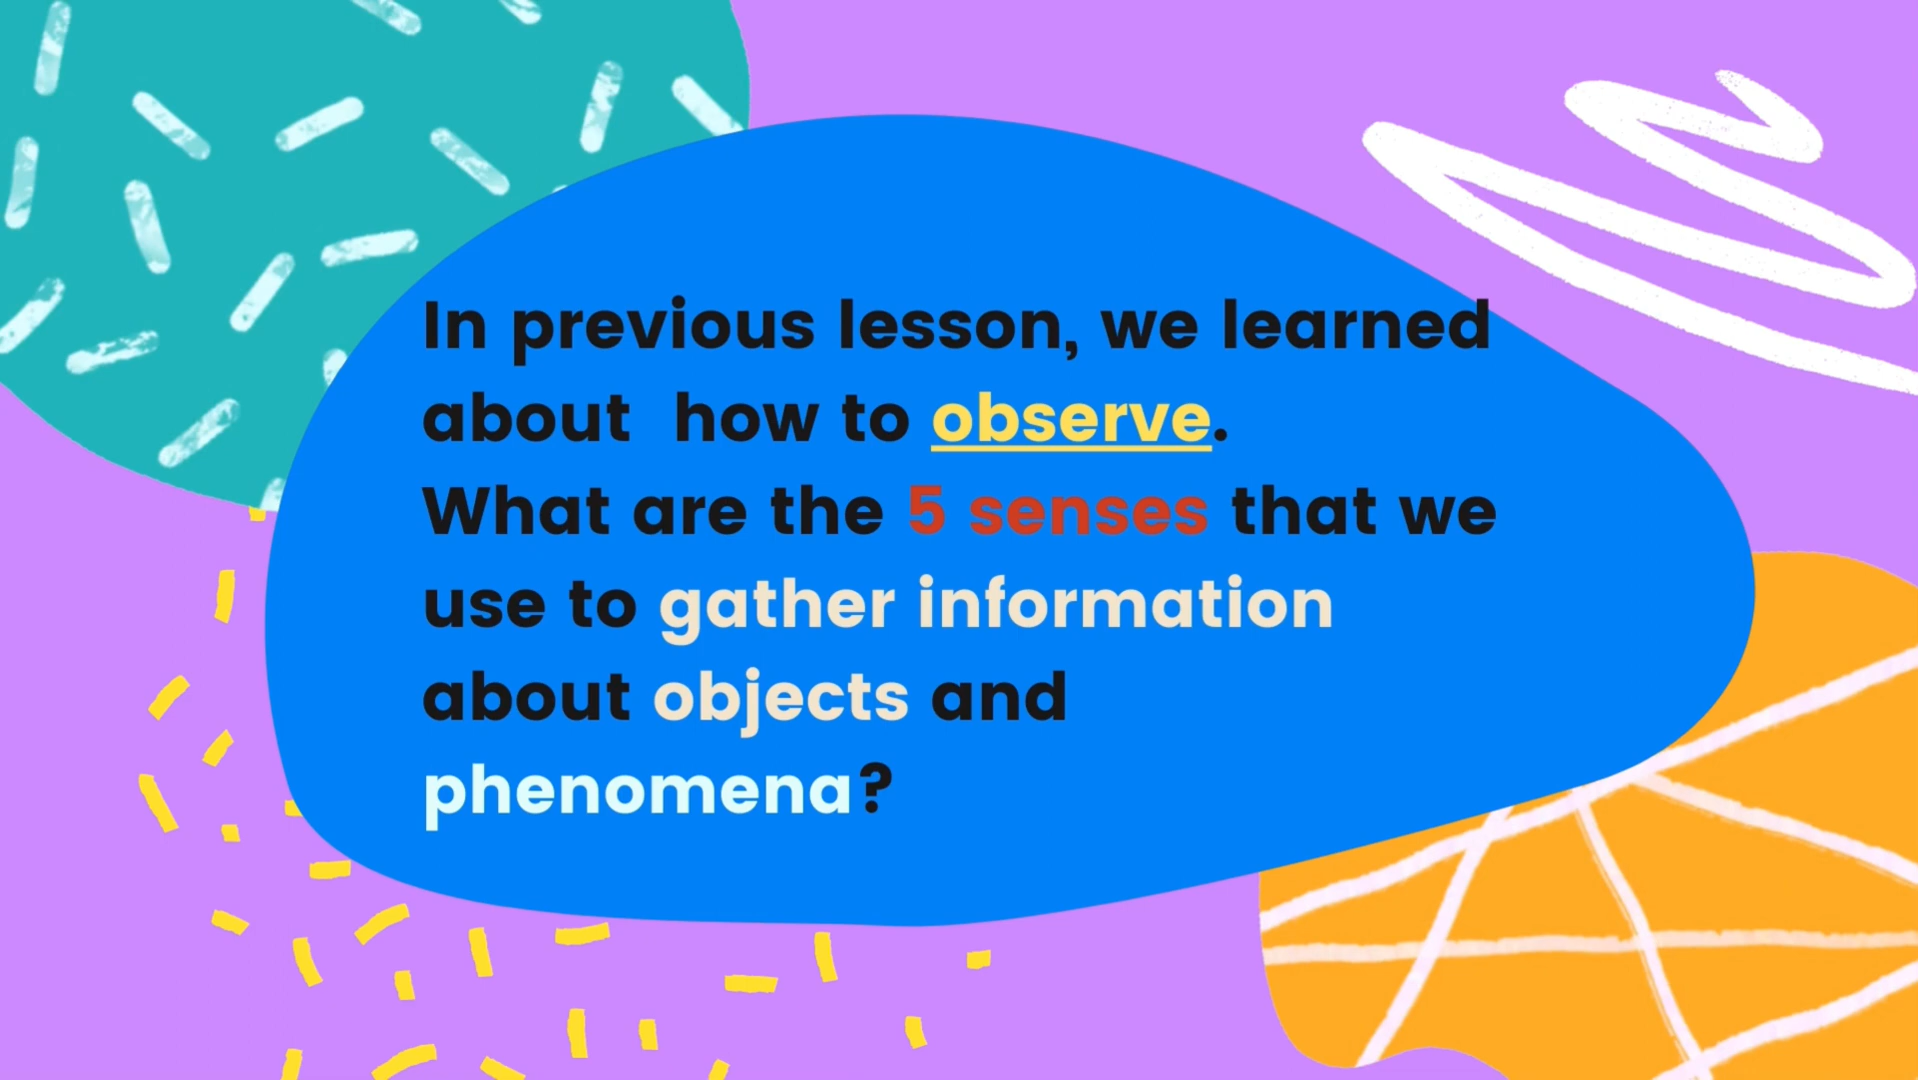 In previous lesson, we learned
about  how to observe.
What are the 5 senses that we
use to gather information
about objects and
phenomena?